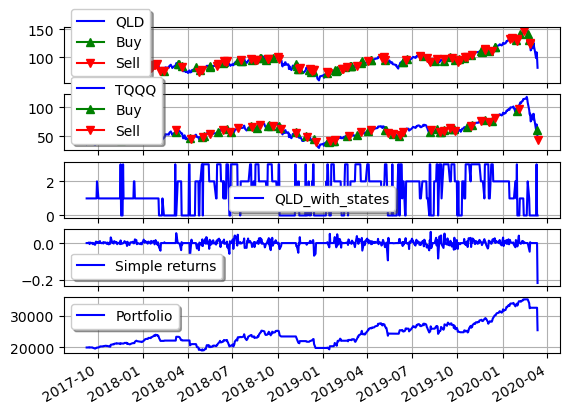 QLD
Buy
Sell
150
100
TQQQ
Buy
Sell
100
50
2
0
QLD_with_states
0.0
−0.2
Simple returns
30000
20000
Portfolio
2017-10
2018-01
2018-04
2018-07
2018-10
2019-01
2019-04
2019-07
2019-10
2020-01
2020-04